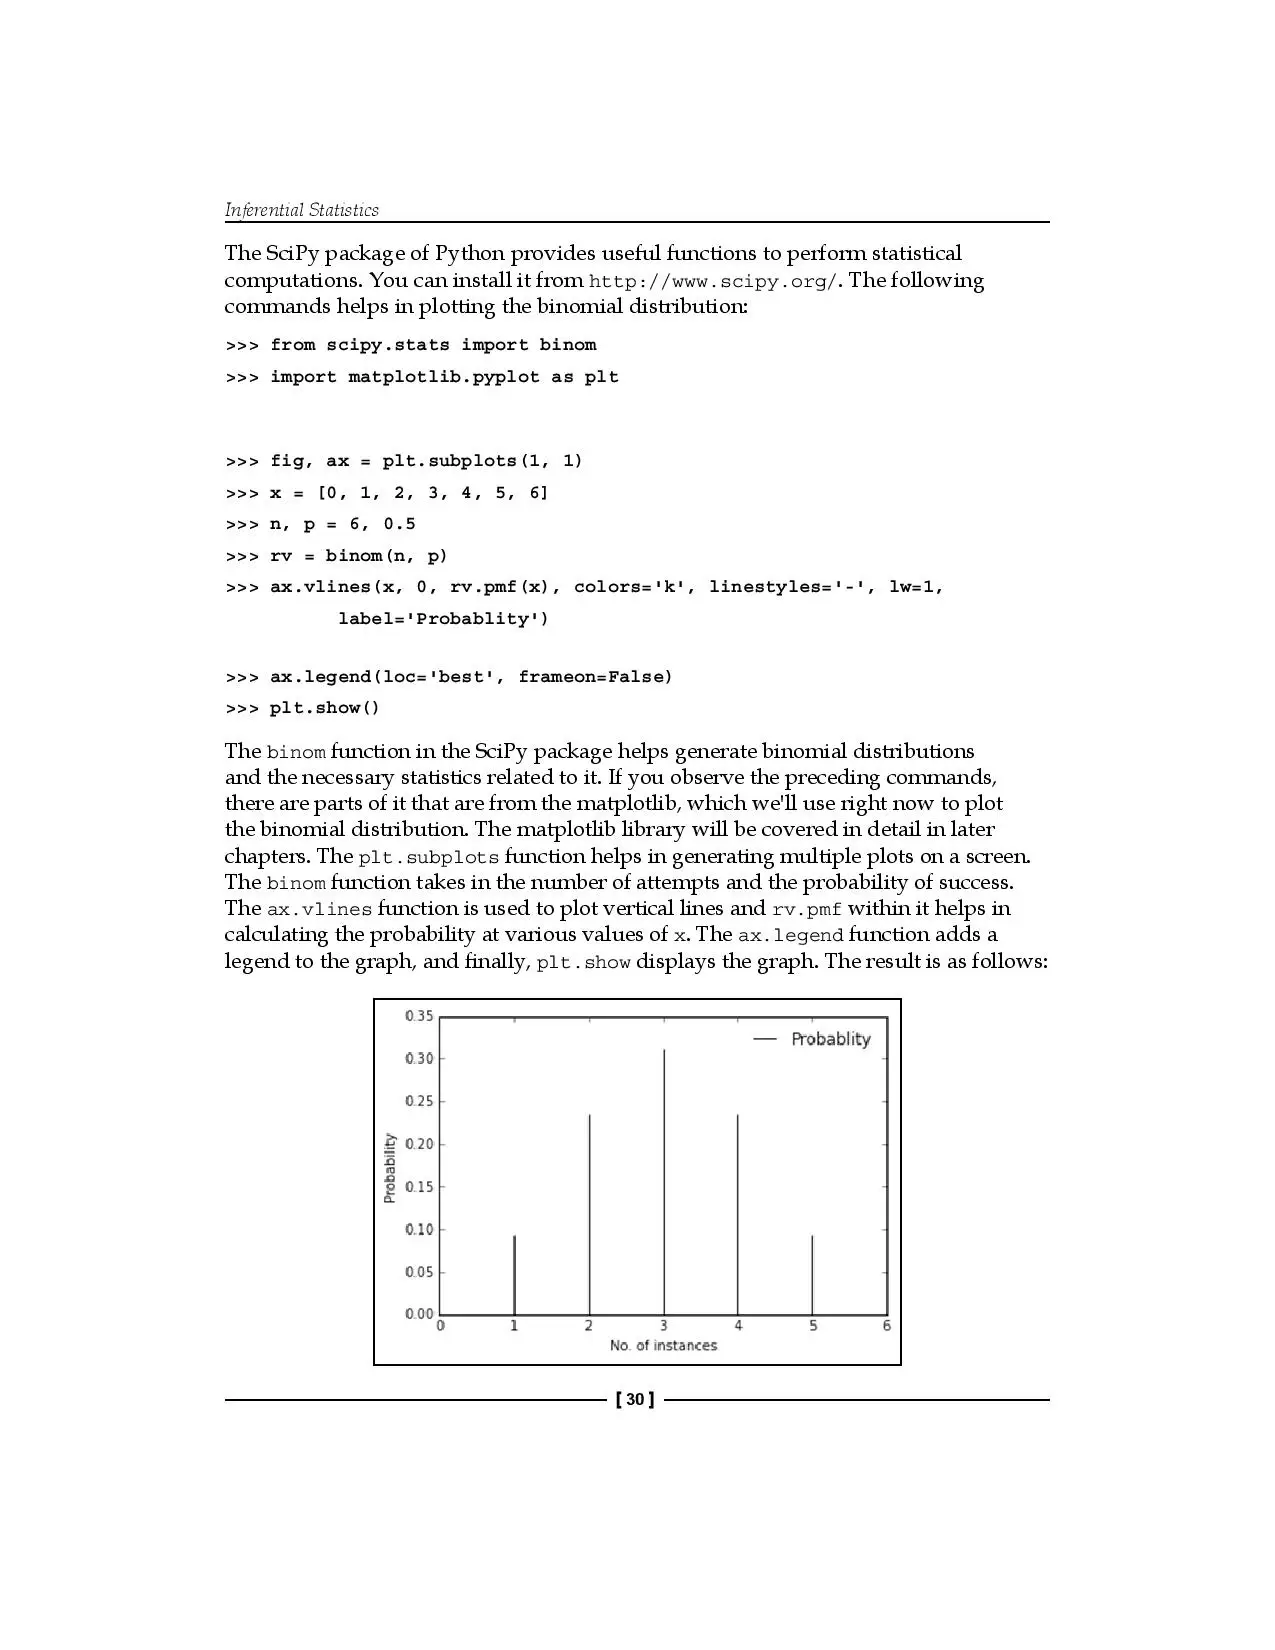 Inferential Statistics
The SciPy package of Python provides useful functions to perform statistical
computations. You can install it from http://www.scipy.org/. The following
commands helps in plotting the binomial distribution:
>>> from scipy.stats import binom
>>> import matplotlib.pyplot as plt
>>> fig, ax = plt.subplots(1, 1)
>>> x = [0, 1, 2, 3, 4, 5, 6]
>>> n, p = 6, 0.5
>>> rv = binom(n, p)
>>> ax.vlines(x, 0, rv.pmf(x), colors='k', linestyles='-', lw=1,
label='Probablity')
>>> ax.legend(loc='best', frameon=False)
>>> plt.show()
The binom function in the SciPy package helps generate binomial distributions
and the necessary statistics related to it. If you observe the preceding commands,
there are parts of it that are from the matplotlib, which we'll use right now to plot
the binomial distribution. The matplotlib library will be covered in detail in later
chapters. The plt.subplots function helps in generating multiple plots on a screen.
The binom function takes in the number of attempts and the probability of success.
The ax.vlines function is used to plot vertical lines and rv.pmf within it helps in
calculating the probability at various values of x. The ax.legend function adds a
legend to the graph, and finally, plt.show displays the graph. The result is as follows:
Probablity
Probability
0.35
0.30
0.25
0.20
0.15
0.10
0.05
0.00
0 1 2 3 4 5 6
No. of instances
[ 30 ]